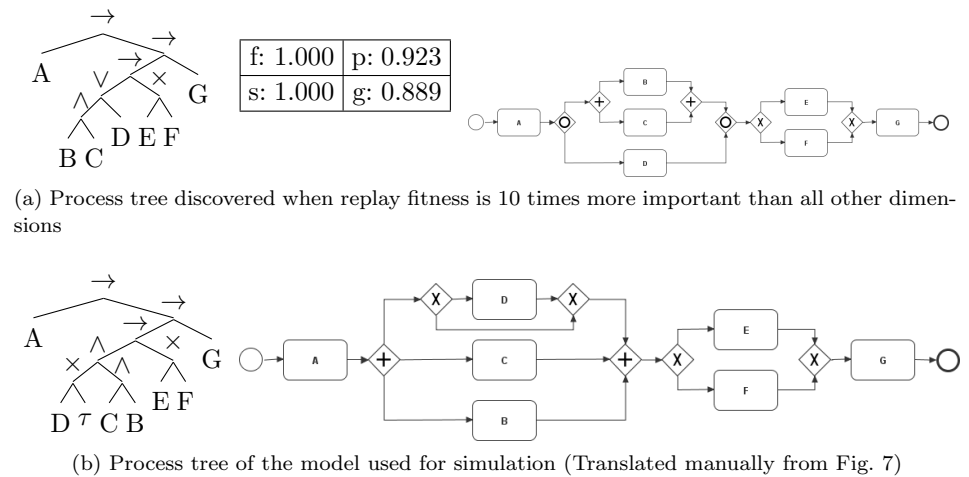 →
→
→
A ∨ × G
∧ D E F
B C
f: 1.000 p: 0.923
s: 1.000 g: 0.889
A B C D E F G
(a) Process tree discovered when replay fitness is 10 times more important than all other dimen-
sions
→
→
→
A ∧ × G
× ∧ E F
D τ C B
A D C B E F G
(b) Process tree of the model used for simulation (Translated manually from Fig. 7)